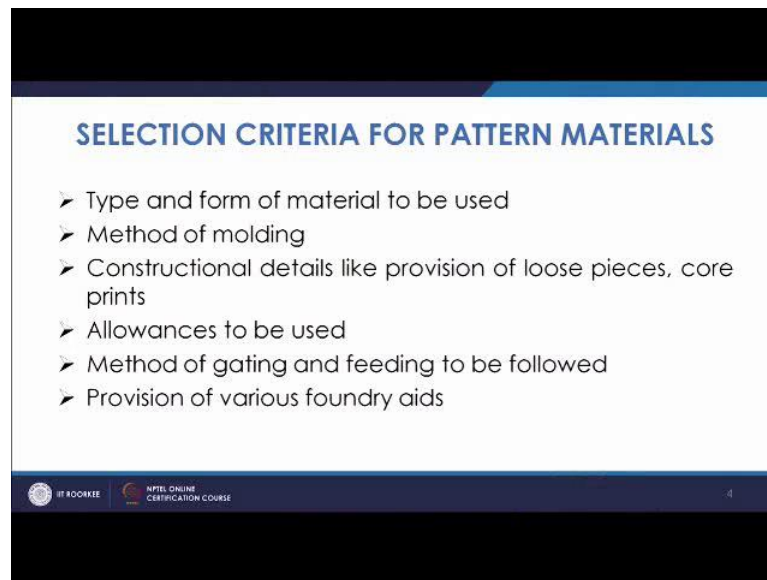 SELECTION CRITERIA FOR PATTERN MATERIALS
➤ Type and form of material to be used
➤ Method of molding
➤ Constructional details like provision of loose pieces, core
prints
➤ Allowances to be used
➤ Method of gating and feeding to be followed
➤ Provision of various foundry aids
IIT ROORKEE
NPTEL ONLINE
CERTIFICATION COURSE
4